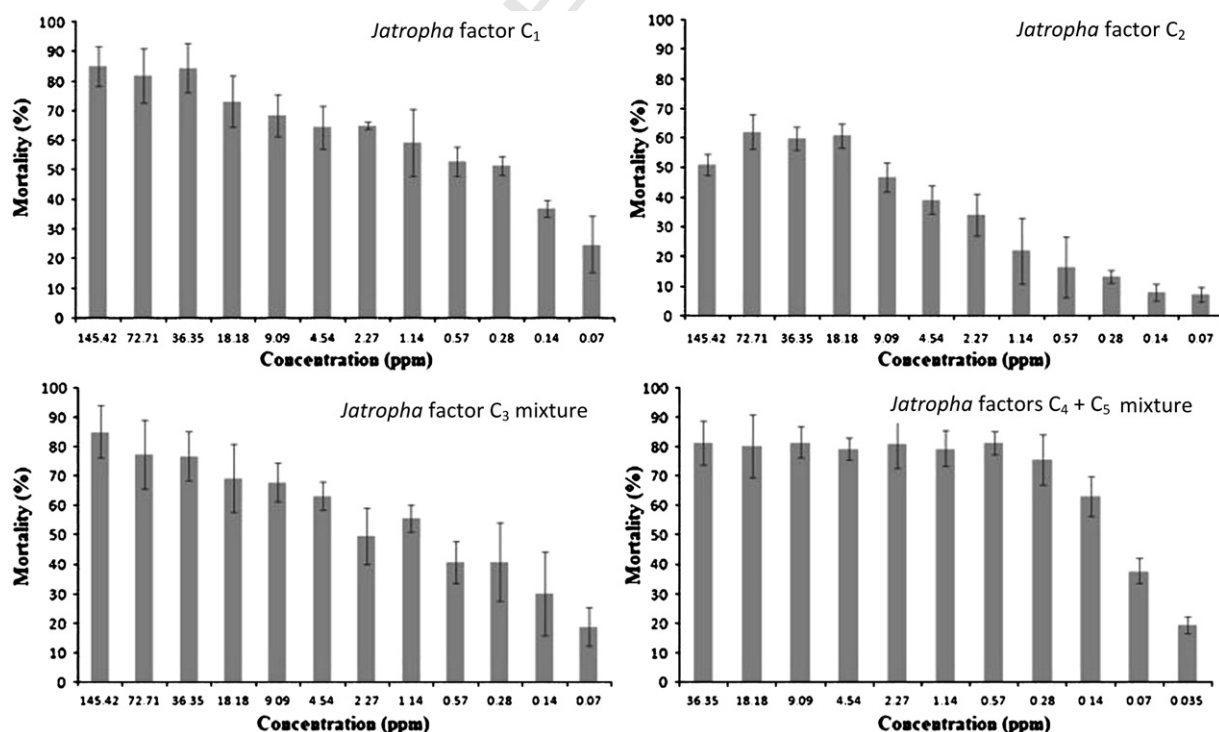 Jatropha factor C₁
Mortality (%)
100
90
80
70
60
50
40
30
20
10
0
145.42 72.71 36 35 18 18 9 09 4 54 2 27 1 14 0 57 0 28 0 14 0 07
Concentration (ppm)
Jatropha factor C₂
Mortality (%)
100
90
80
70
60
50
40
30
20
10
0
145.42 72.71 36 35 18 18 9 09 4 54 2 27 1 14 0 57 0 28 0 14 0 07
Concentration (ppm)
Jatropha factor C₃ mixture
Mortality (%)
100
90
80
70
60
50
40
30
20
10
0
145.42 72.71 36 35 18 18 9 09 4 54 2 27 1 14 0 57 0 28 0 14 0 07
Concentration (ppm)
Jatropha factors C₄ + C₅ mixture
Mortality (%)
100
90
80
70
60
50
40
30
20
10
0
36 35 18 18 9 09 4 54 2 27 1 14 0 57 0 28 0 14 0 07 0 035
Concentration (ppm)